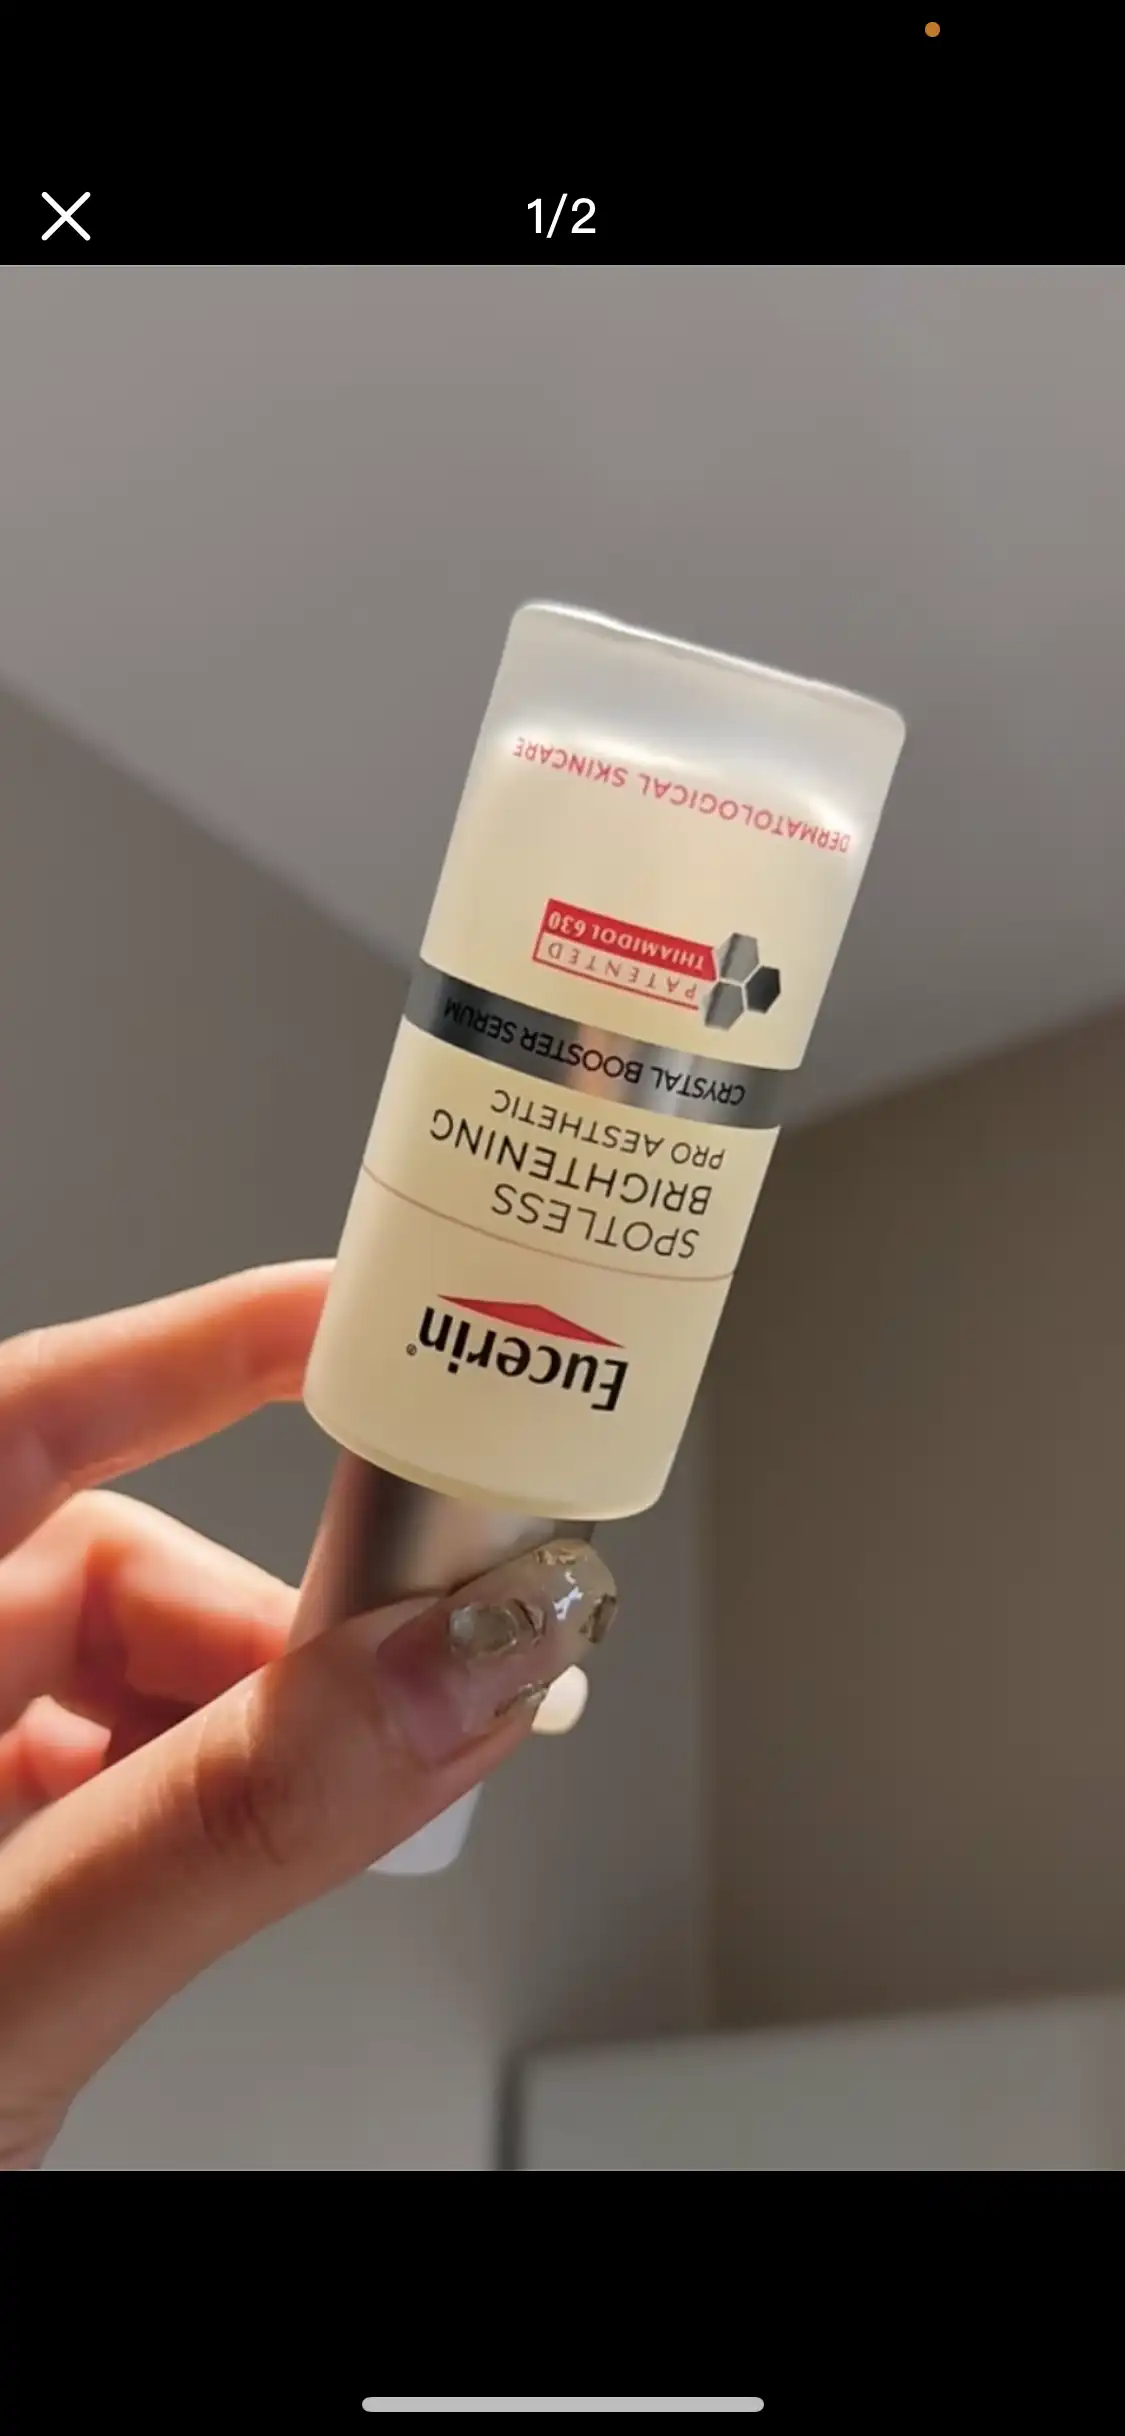 1/2
Eucerin®
SPOTLESS
BRIGHTENING
PRO AESTHETIC
CRYSTAL BOOSTER SERUM
PATENTED
THIAMIDOL 630
DERMATOLOGICAL SKINCARE